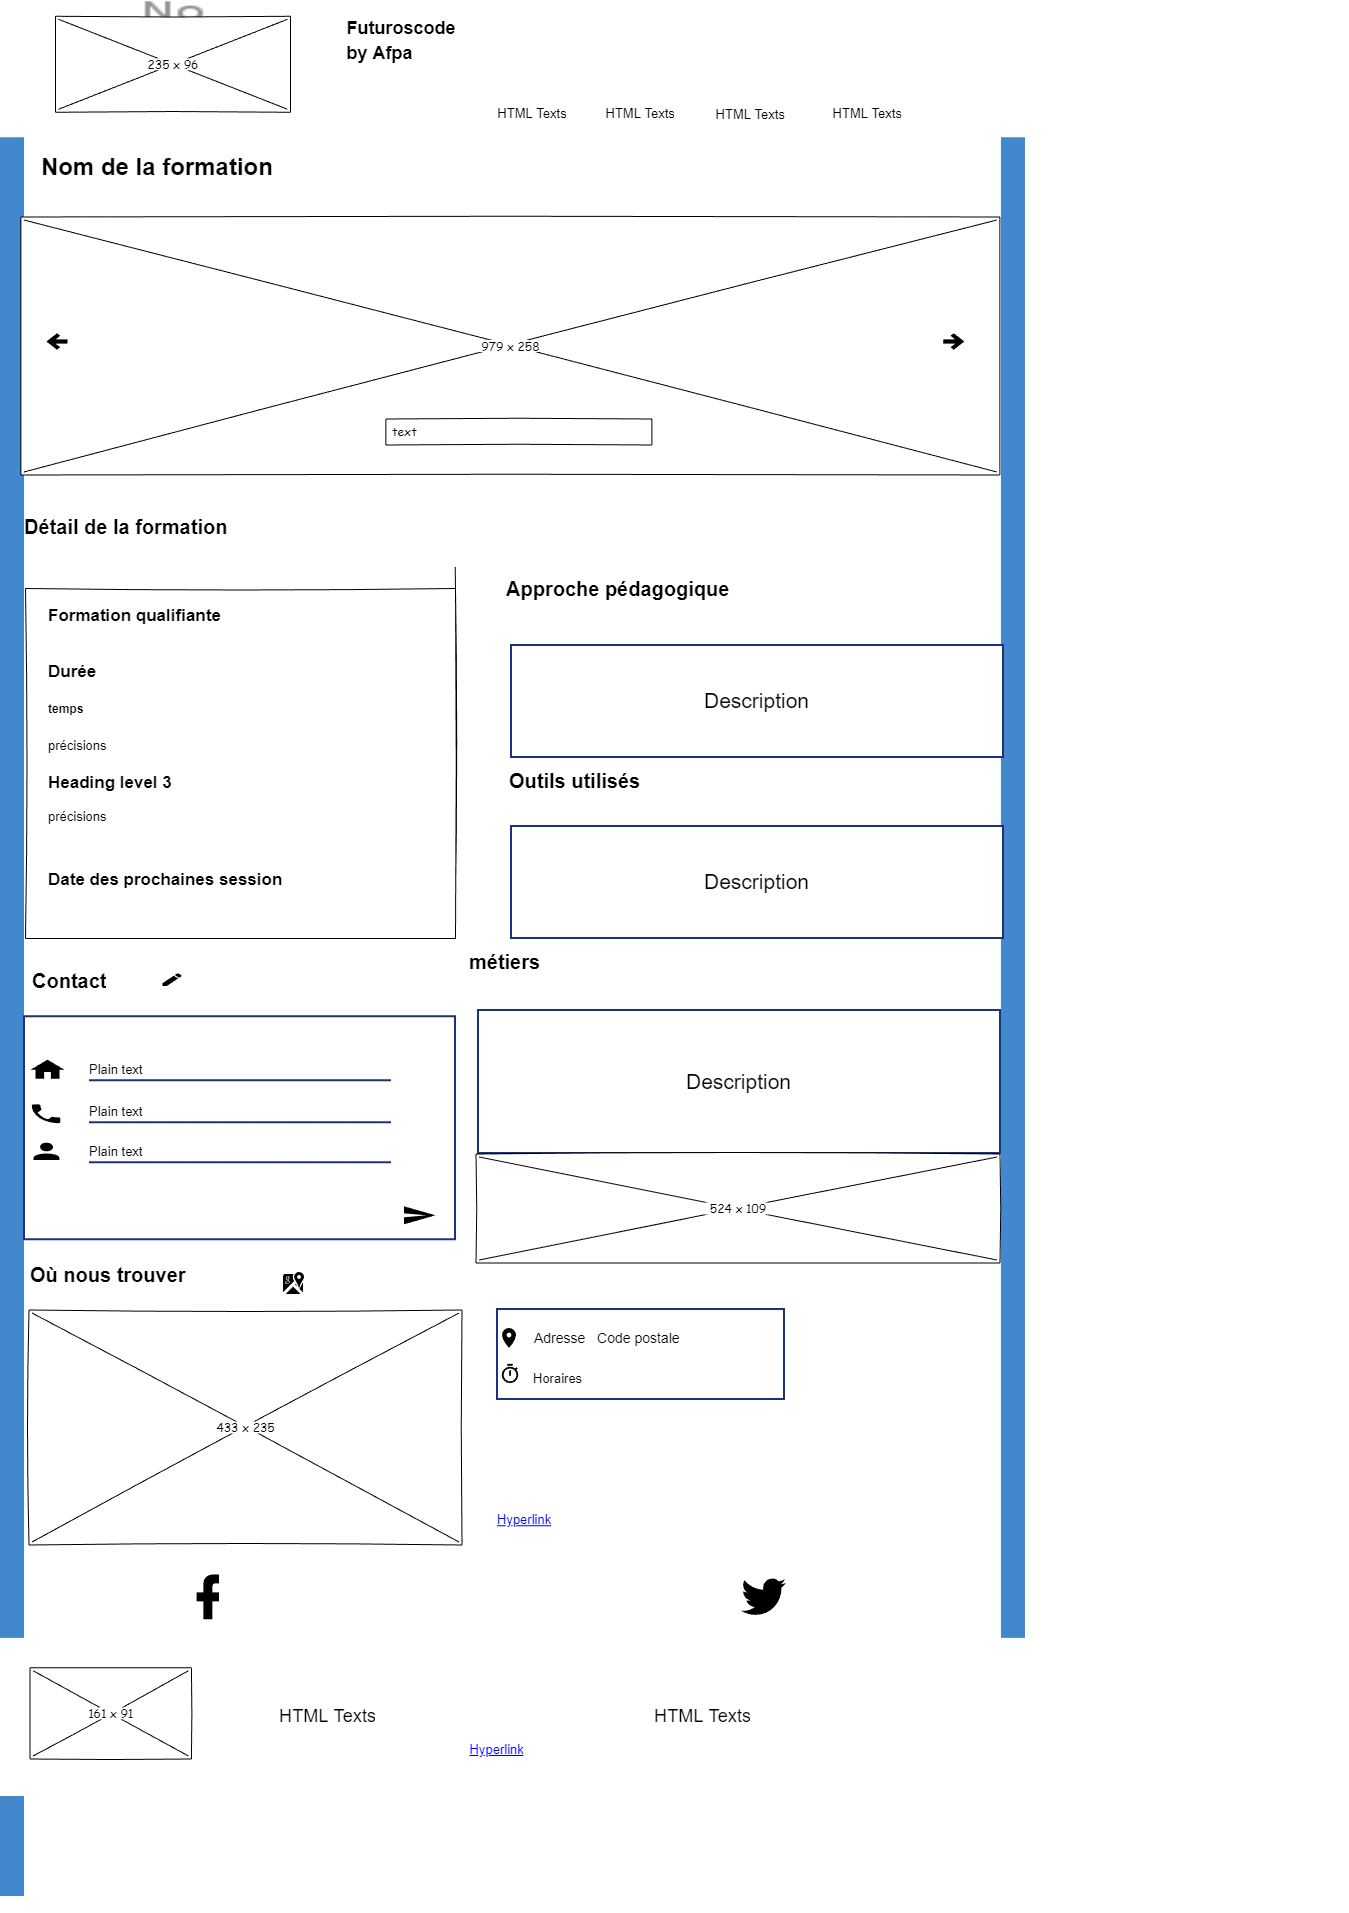 No
235 x 96
Futuroscode
by Afpa
HTML Texts
HTML Texts
HTML Texts
HTML Texts
Nom de la formation
979 x 258
text
Détail de la formation
Formation qualifiante
Durée
temps
précisions
Heading level 3
précisions
Date des prochaines session
Approche pédagogique
Description
Outils utilisés
Description
Contact
Plain text
Plain text
Plain text
métiers
Description
524 x 109
Où nous trouver
433 x 235
Adresse Code postale
Horaires
Hyperlink
161 x 91
HTML Texts
HTML Texts
Hyperlink